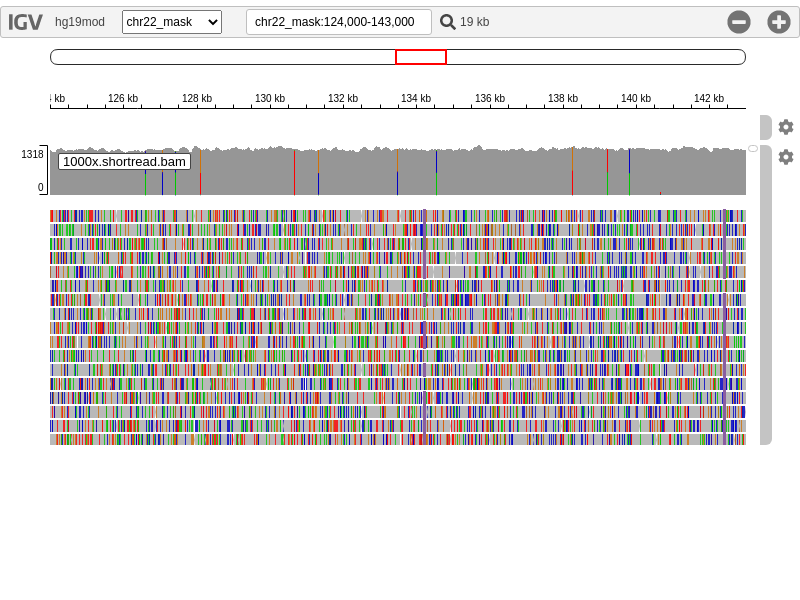 IGV hg19mod chr22_mask chr22_mask:124,000-143,000 19 kb
kb 126 kb 128 kb 130 kb 132 kb 134 kb 136 kb 138 kb 140 kb 142 kb
1318
1000x.shortread.bam
0